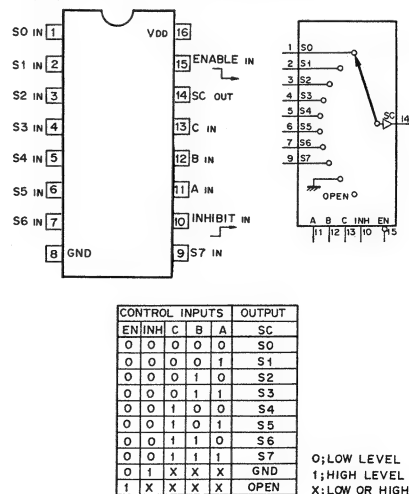 S0 IN 1
S1 IN 2
S2 IN 3
S3 IN 4
S4 IN 5
S5 IN 6
S6 IN 7
8 GND
VDD 16
15 ENABLE IN
14 SC OUT
13 C IN
12 B IN
11 A IN
10 INHIBIT IN
9 S7 IN
1 S0
2 S1
3 S2
4 S3
5 S4
6 S5
7 S6
9 S7
SC 14
OPEN
A B C INH EN
11 12 13 10 15
CONTROL INPUTS OUTPUT
EN INH C B A SC
0 0 0 0 0 S0
0 0 0 0 1 S1
0 0 0 1 0 S2
0 0 0 1 1 S3
0 0 1 0 0 S4
0 0 1 0 1 S5
0 0 1 1 0 S6
0 0 1 1 1 S7
0 1 X X X GND
1 X X X X OPEN
0;LOW LEVEL
1;HIGH LEVEL
X;LOW OR HIGH